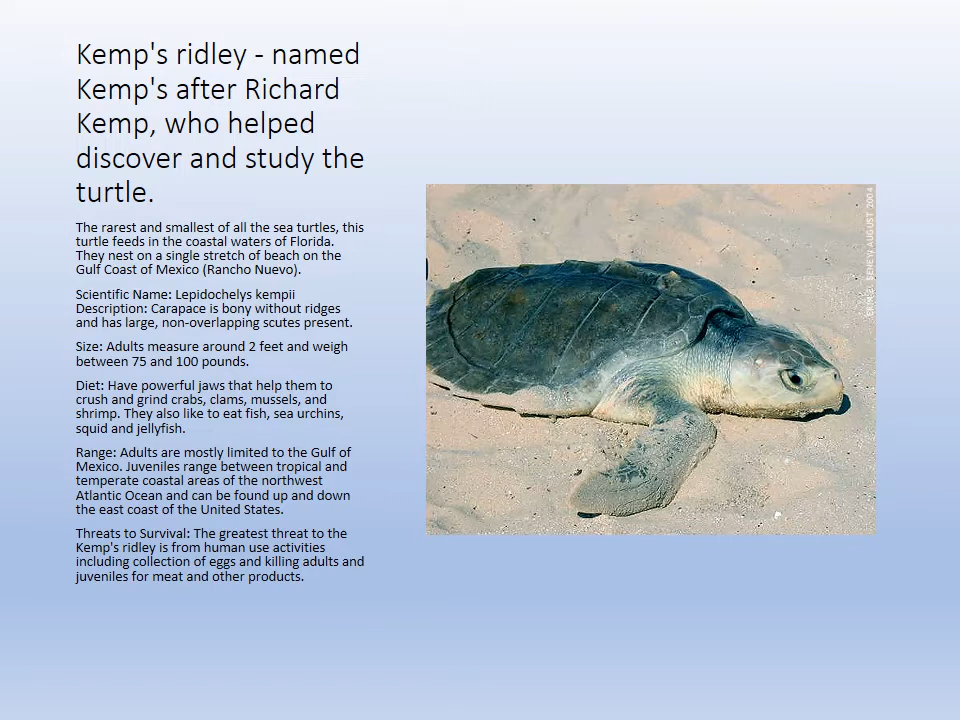 Kemp's ridley - named
Kemp's after Richard
Kemp, who helped
discover and study the
turtle.
The rarest and smallest of all the sea turtles, this
turtle feeds in the coastal waters of Florida.
They nest on a single stretch of beach on the
Gulf Coast of Mexico (Rancho Nuevo).
Scientific Name: Lepidochelys kempii
Description: Carapace is bony without ridges
and has large, non-overlapping scutes present.
Size: Adults measure around 2 feet and weigh
between 75 and 100 pounds.
Diet: Have powerful jaws that help them to
crush and grind crabs, clams, mussels, and
shrimp. They also like to eat fish, sea urchins,
squid and jellyfish.
Range: Adults are mostly limited to the Gulf of
Mexico. Juveniles range between tropical and
temperate coastal areas of the northwest
Atlantic Ocean and can be found up and down
the east coast of the United States.
Threats to Survival: The greatest threat to the
Kemp's ridley is from human use activities
including collection of eggs and killing adults and
juveniles for meat and other products.
AUGUST 2004